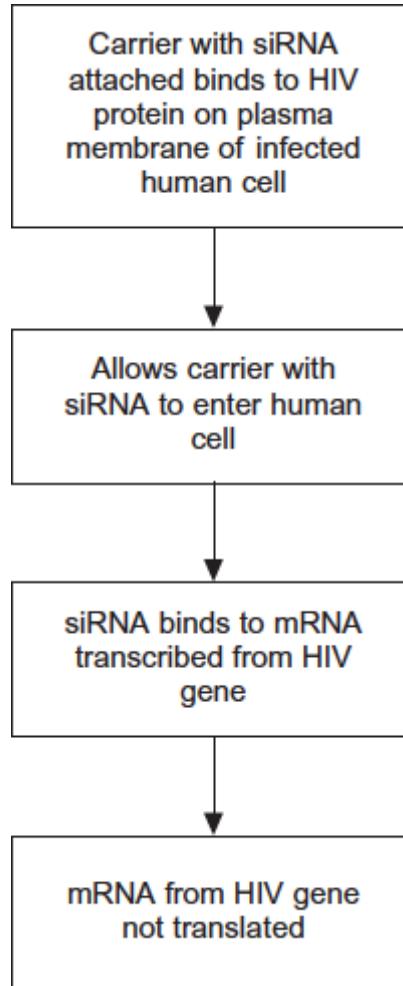 Carrier with siRNA
attached binds to HIV
protein on plasma
membrane of infected
human cell
Allows carrier with
siRNA to enter human
cell
siRNA binds to mRNA
transcribed from HIV
gene
mRNA from HIV gene
not translated